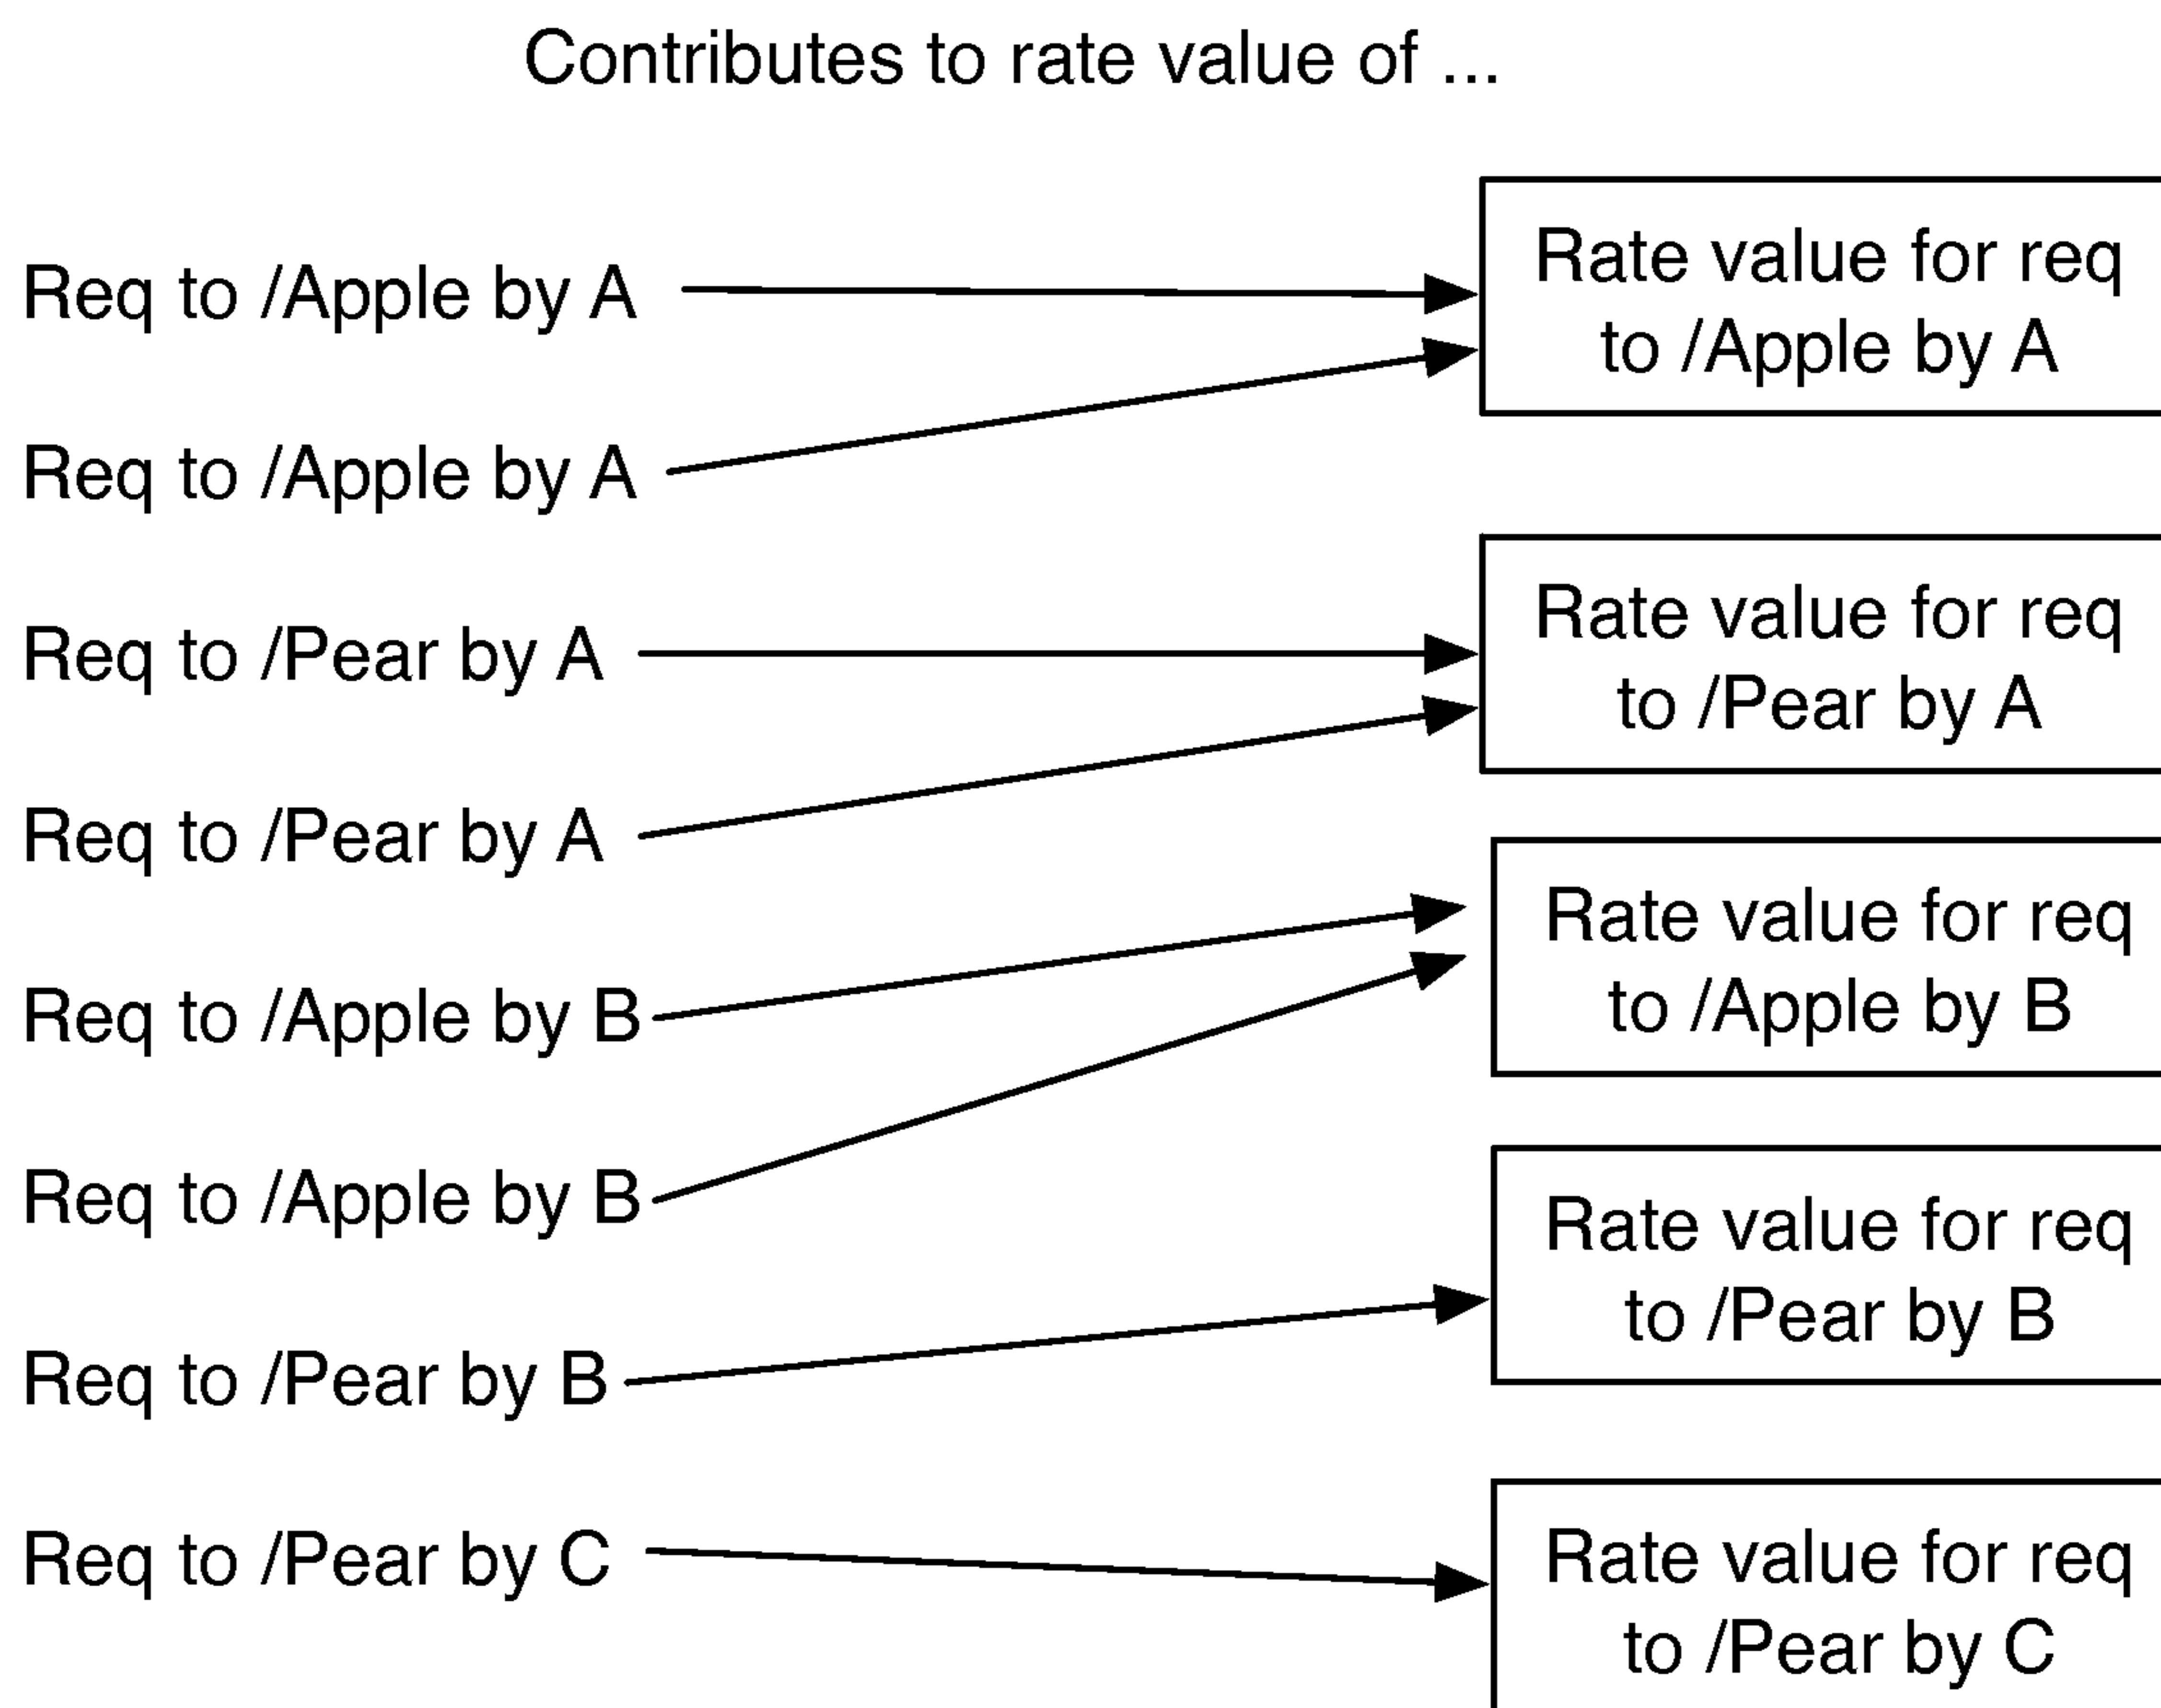 Contributes to rate value of ...
Req to /Apple by A
Rate value for req
to /Apple by A
Req to /Apple by A
Req to /Pear by A
Rate value for req
to /Pear by A
Req to /Pear by A
Req to /Apple by B
Rate value for req
to /Apple by B
Req to /Apple by B
Req to /Pear by B
Rate value for req
to /Pear by B
Req to /Pear by C
Rate value for req
to /Pear by C